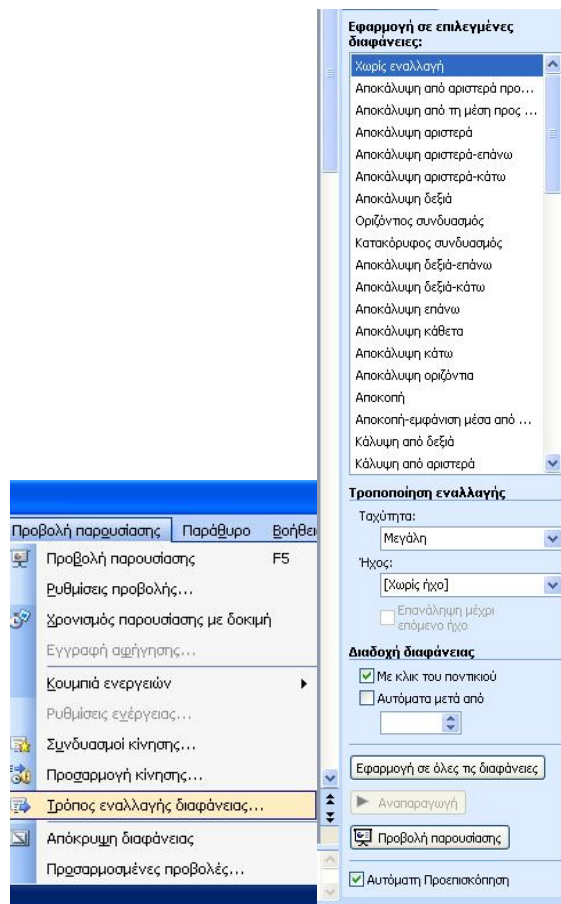 Εφαρμογή σε επιλεγμένες
διαφάνειες:
Χωρίς εναλλαγή
Αποκάλυψη από αριστερά προ...
Αποκάλυψη από τη μέση προς ...
Αποκάλυψη αριστερά
Αποκάλυψη αριστερά-επάνω
Αποκάλυψη αριστερά-κάτω
Αποκάλυψη δεξιά
Οριζόντιος συνδυασμός
Κατακόρυφος συνδυασμός
Αποκάλυψη δεξιά-επάνω
Αποκάλυψη δεξιά-κάτω
Αποκάλυψη επάνω
Αποκάλυψη κάθετα
Αποκάλυψη κάτω
Αποκάλυψη οριζόντια
Αποκοπή
Αποκοπή-εμφάνιση μέσα από ...
Κάλυψη από δεξιά
Κάλυψη από αριστερά
Τροποποίηση εναλλαγής
Ταχύτητα:
Μεγάλη
Ήχος:
[Χωρίς ήχο]
Επανάληψη μέχρι
επόμενο ήχο
Διαδοχή διαφάνειας
Με κλικ του ποντικιού
Αυτόματα μετά από
Εφαρμογή σε όλες τις διαφάνειες
Αναπαραγωγή
Προβολή παρουσίασης
Αυτόματη Προεπισκόπηση
Προβολή παρουσίασης Παράθυρο Βοήθει
Προβολή παρουσίασης F5
Ρυθμίσεις προβολής...
Χρονισμός παρουσίασης με δοκιμή
Εγγραφή αφήγησης...
Κουμπιά ενεργειών
Ρυθμίσεις ενέργειας...
Συνδυασμοί κίνησης...
Προσαρμογή κίνησης...
Τρόπος εναλλαγής διαφάνειας...
Απόκρυψη διαφάνειας
Προσαρμοσμένες προβολές...